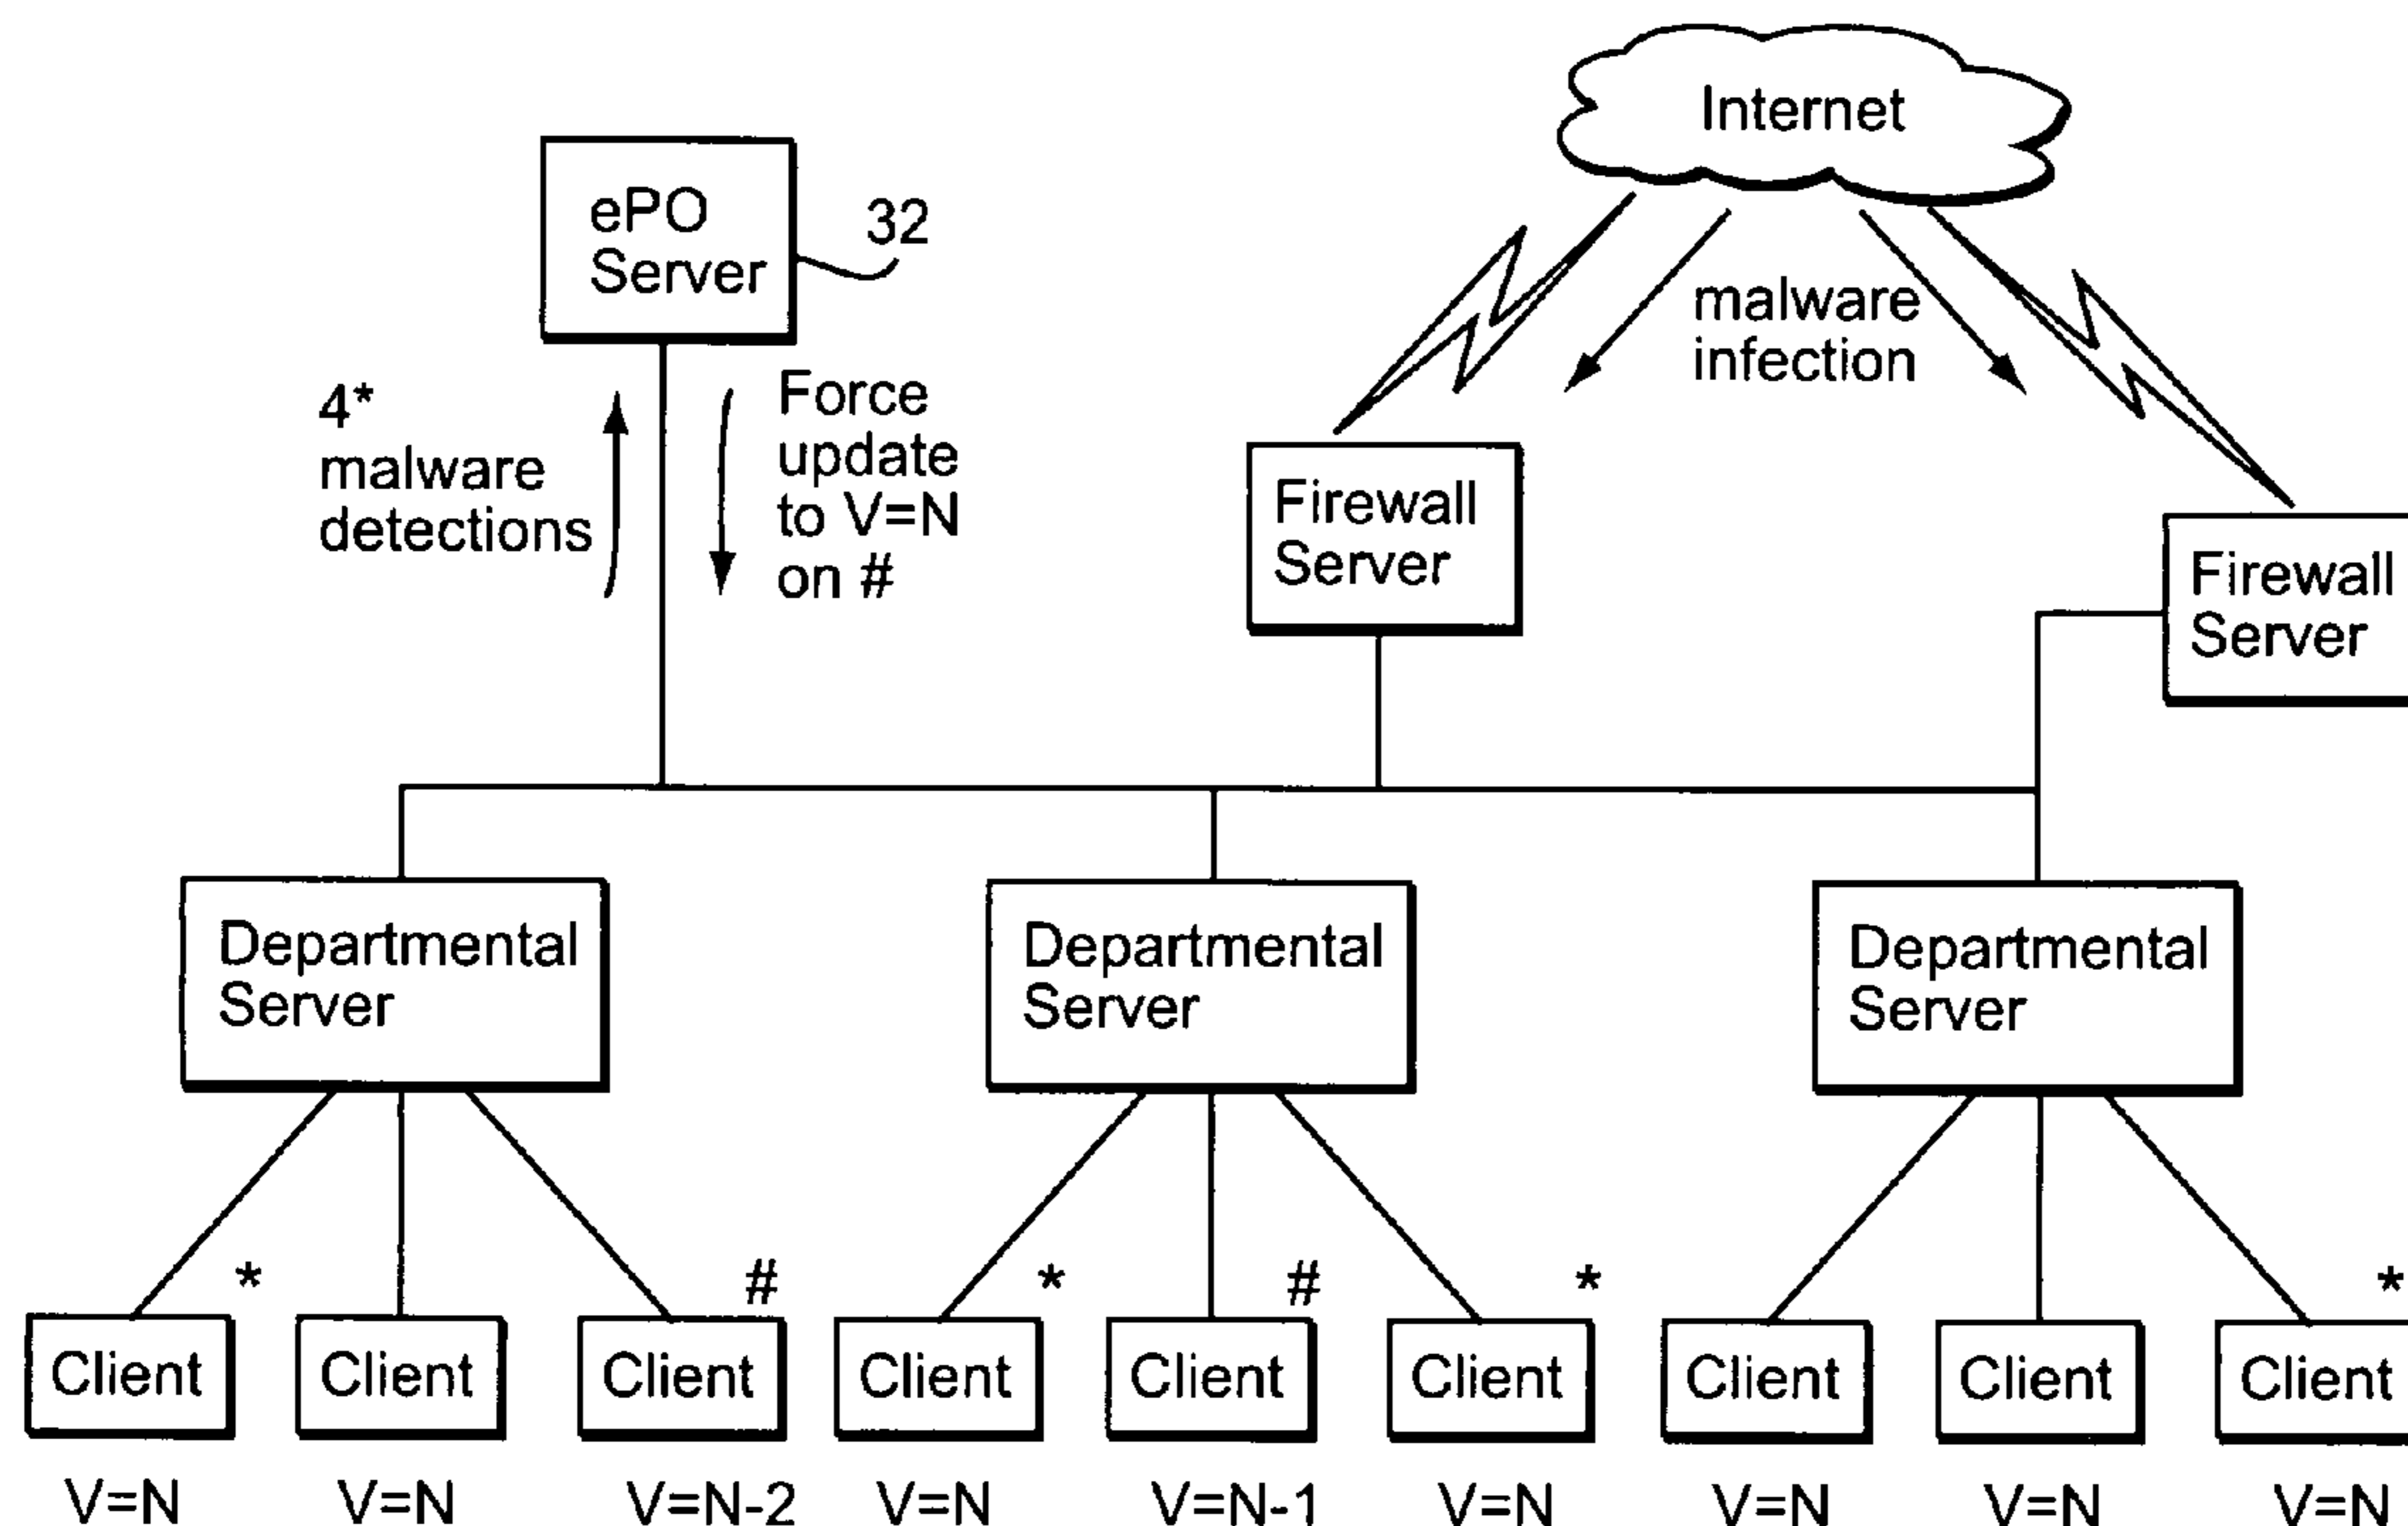 Internet
ePO
Server
32
malware
infection
4*
malware
detections
Force
update
to V=N
on #
Firewall
Server
Firewall
Server
Departmental
Server
Departmental
Server
Departmental
Server
* # * # * *
Client Client Client Client Client Client Client Client Client
V=N V=N V=N-2 V=N V=N-1 V=N V=N V=N V=N